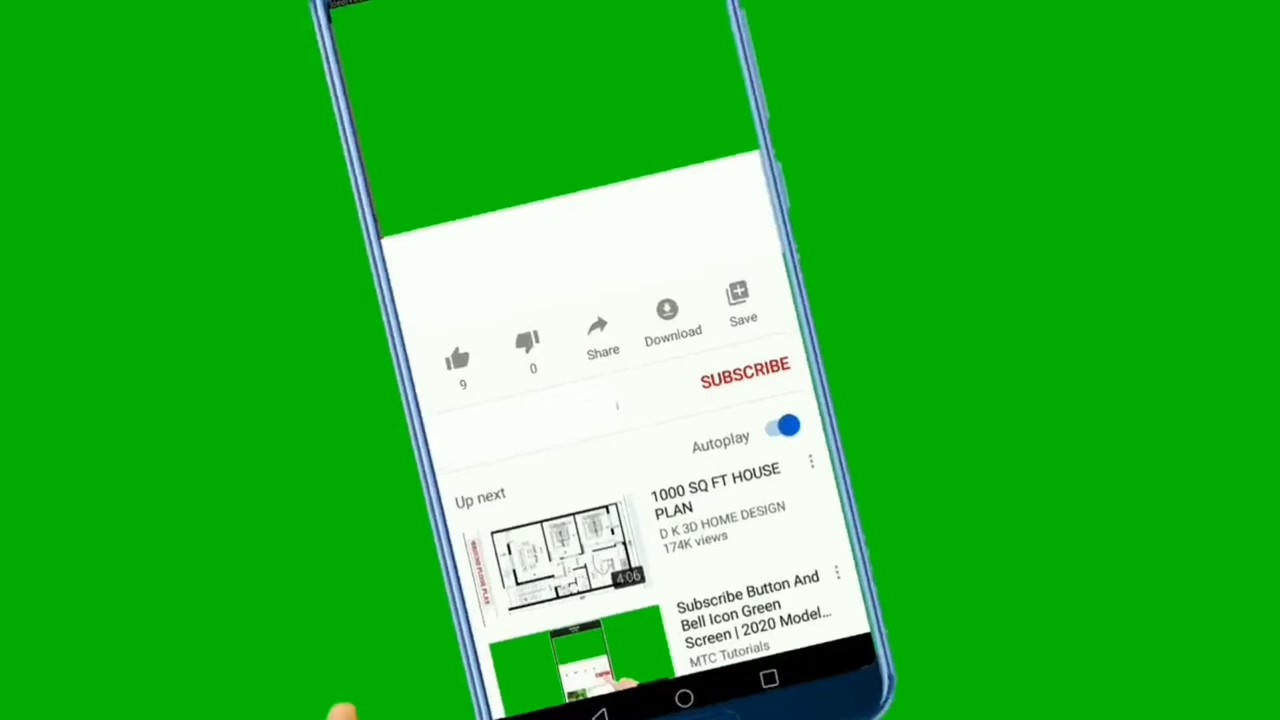 9
0
Share
Download
Save
SUBSCRIBE
Autoplay
Up next
1000 SQ FT HOUSE
PLAN
D K 3D HOME DESIGN
174K views
4:06
Subscribe Button And
Bell Icon Green
Screen | 2020 Model...
MTC Tutorials